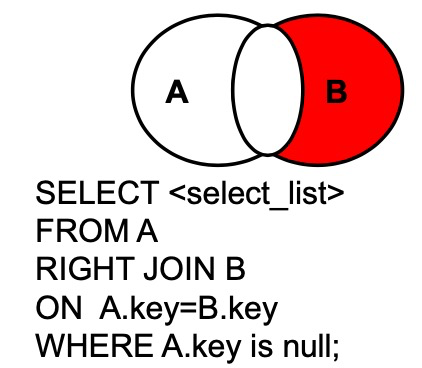 A B
SELECT <select_list>
FROM A
RIGHT JOIN B
ON A.key=B.key
WHERE A.key is null;